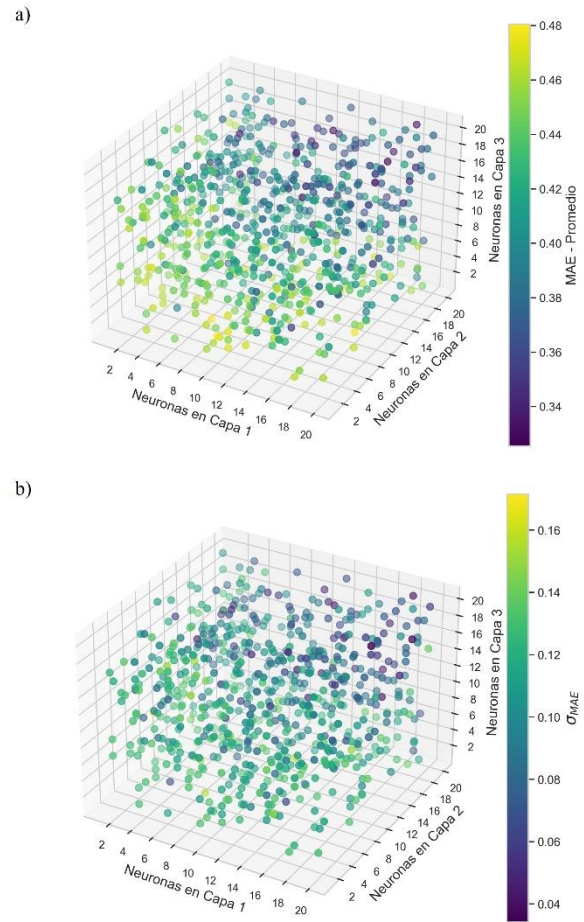 a)
0.48
0.46
0.44
0.42
0.40
0.38
0.36
0.34
MAE - Promedio
20
18
16
14
12
10
8
6
4
2
Neuronas en Capa 3
2 4 6 8 10 12 14 16 18 20
Neuronas en Capa 1
2 4 6 8 10 12 14 16 18 20
Neuronas en Capa 2
b)
0.16
0.14
0.12
0.10
0.08
0.06
0.04
σMAE
20
18
16
14
12
10
8
6
4
2
Neuronas en Capa 3
2 4 6 8 10 12 14 16 18 20
Neuronas en Capa 1
2 4 6 8 10 12 14 16 18 20
Neuronas en Capa 2